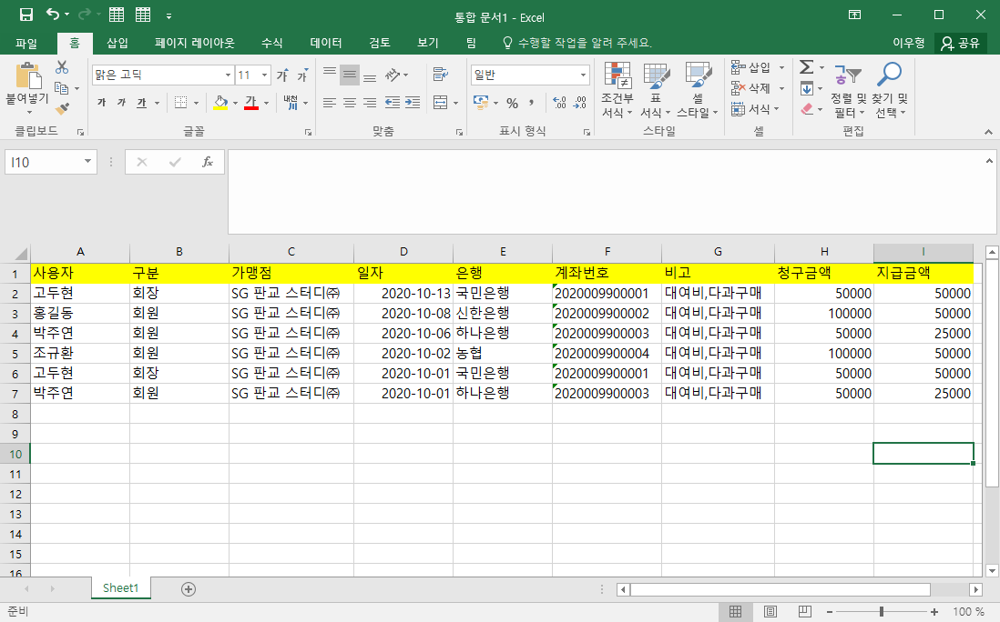 통합 문서1 - Excel
파일 홈 삽입 페이지 레이아웃 수식 데이터 검토 보기 팀 수행할 작업을 알려 주세요. 이우형 공유
붙여넣기
클립보드
맑은 고딕 11 가 가
가 가 가 가 내천
글꼴
맞춤
일반
% , .0 .00 .00 .0
표시 형식
조건부 서식
표 서식
셀 스타일
스타일
삽입
삭제
서식
셀
정렬 및 필터
찾기 및 선택
편집
I10 fx
A B C D E F G H I
1 사용자 구분 가맹점 일자 은행 계좌번호 비고 청구금액 지급금액
2 고두현 회장 SG 판교 스터디㈜ 2020-10-13 국민은행 2020009900001 대여비,다과구매 50000 50000
3 홍길동 회원 SG 판교 스터디㈜ 2020-10-08 신한은행 2020009900002 대여비,다과구매 100000 50000
4 박주연 회원 SG 판교 스터디㈜ 2020-10-06 하나은행 2020009900003 대여비,다과구매 50000 25000
5 조규환 회원 SG 판교 스터디㈜ 2020-10-02 농협 2020009900004 대여비,다과구매 100000 50000
6 고두현 회장 SG 판교 스터디㈜ 2020-10-01 국민은행 2020009900001 대여비,다과구매 50000 50000
7 박주연 회원 SG 판교 스터디㈜ 2020-10-01 하나은행 2020009900003 대여비,다과구매 50000 25000
8
9
10
11
12
13
14
15
16
Sheet1
준비 100 %